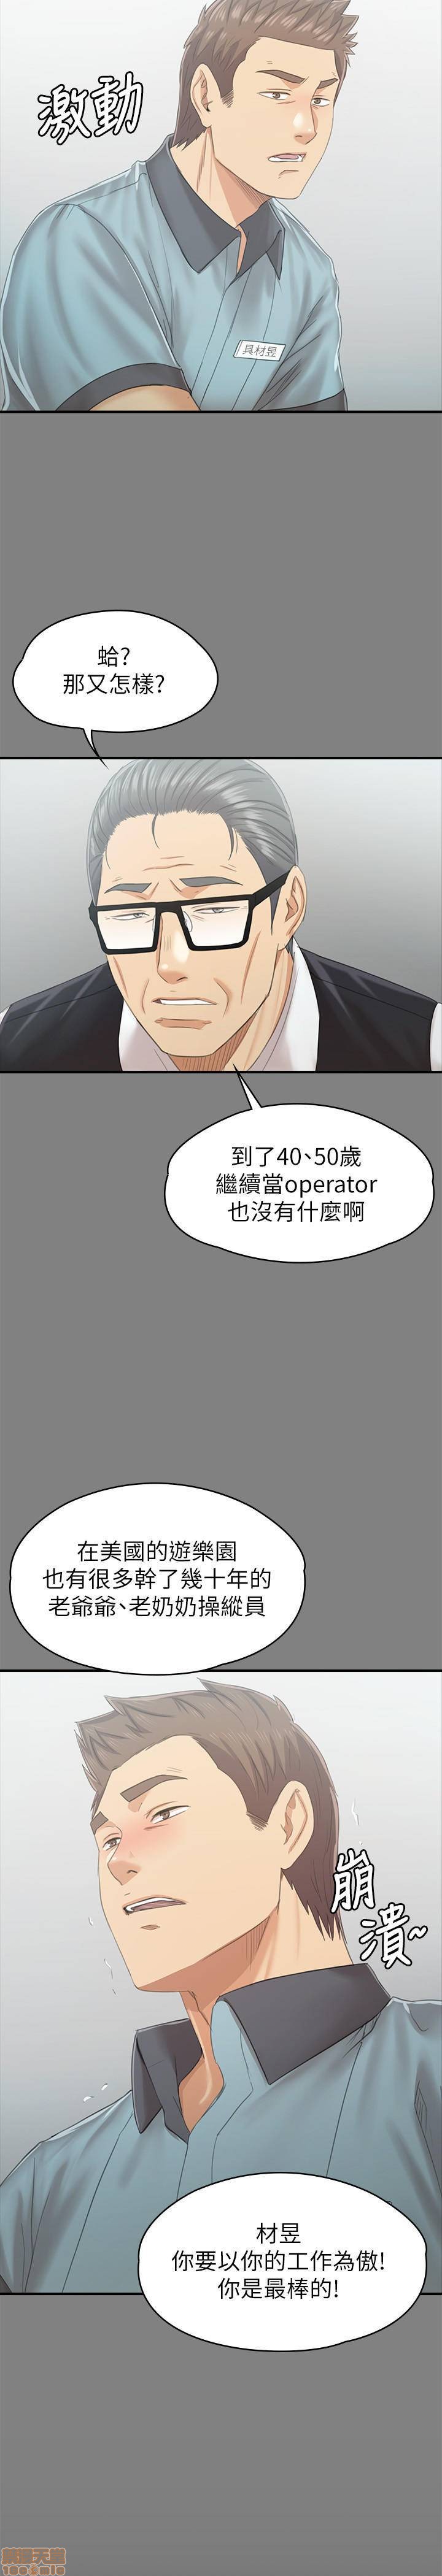 激動
具材昱
蛤?
那又怎樣?
到了40、50歲
繼續當operator
也沒有什麼啊
在美國的遊樂園
也有很多幹了幾十年的
老爺爺、老奶奶操縱員
崩潰~
材昱
你要以你的工作為傲!
你是最棒的!